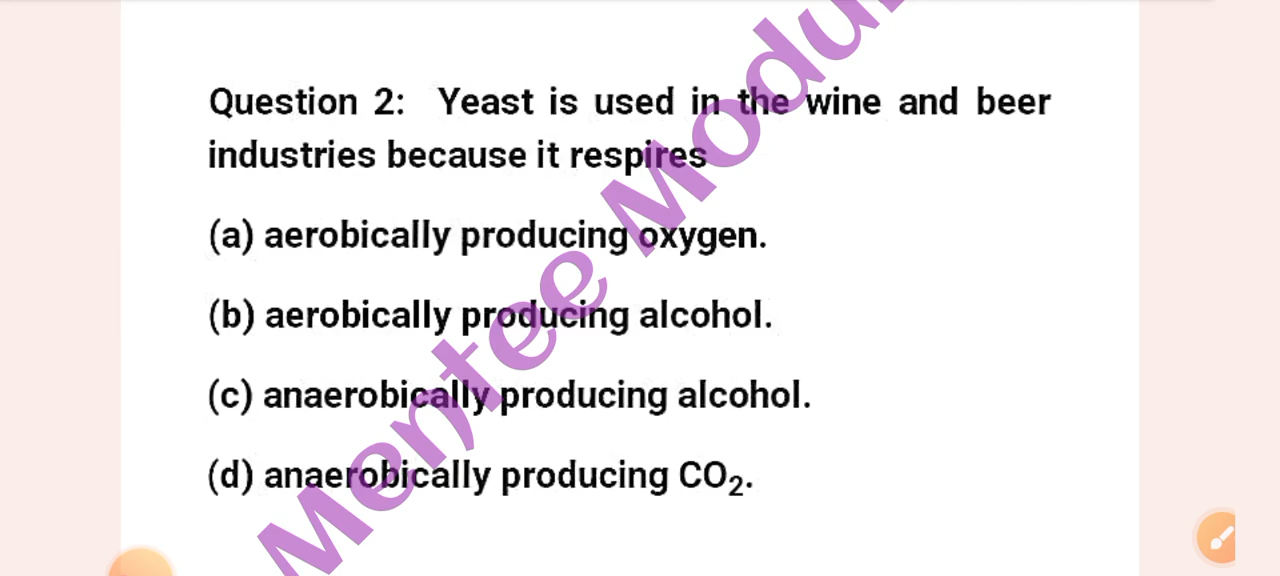 Question 2: Yeast is used in the wine and beer
industries because it respires
(a) aerobically producing oxygen.
(b) aerobically producing alcohol.
(c) anaerobically producing alcohol.
(d) anaerobically producing CO₂.
Mentee Modu